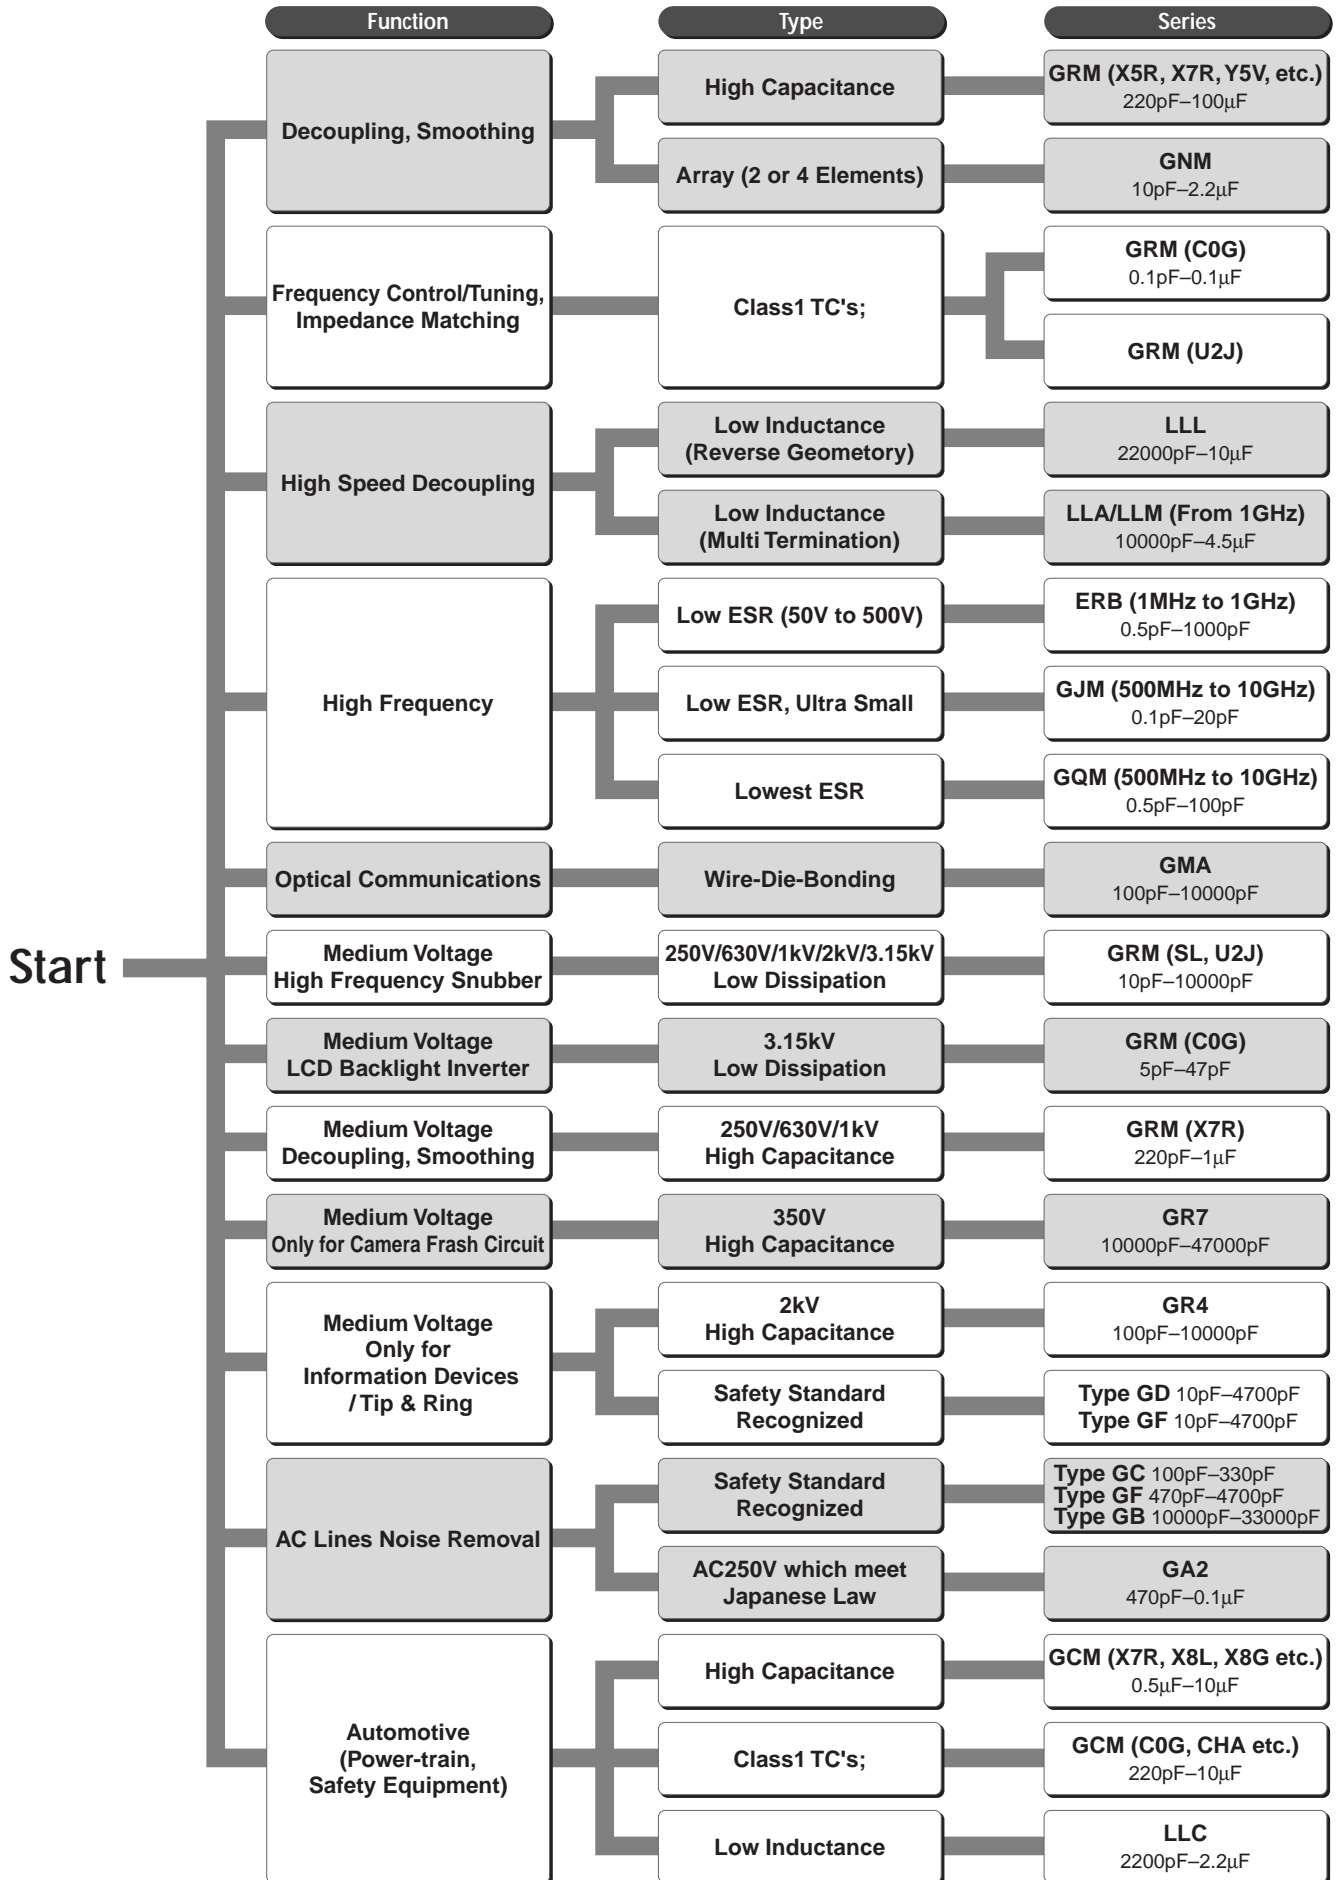 Function
Type
Series
Start
Decoupling, Smoothing
High Capacitance
GRM (X5R, X7R, Y5V, etc.)
220pF–100μF
Array (2 or 4 Elements)
GNM
10pF–2.2μF
Frequency Control/Tuning,
Impedance Matching
Class1 TC's;
GRM (C0G)
0.1pF–0.1μF
GRM (U2J)
High Speed Decoupling
Low Inductance
(Reverse Geometory)
LLL
22000pF–10μF
Low Inductance
(Multi Termination)
LLA/LLM (From 1GHz)
10000pF–4.5μF
High Frequency
Low ESR (50V to 500V)
ERB (1MHz to 1GHz)
0.5pF–1000pF
Low ESR, Ultra Small
GJM (500MHz to 10GHz)
0.1pF–20pF
Lowest ESR
GQM (500MHz to 10GHz)
0.5pF–100pF
Optical Communications
Wire-Die-Bonding
GMA
100pF–10000pF
Medium Voltage
High Frequency Snubber
250V/630V/1kV/2kV/3.15kV
Low Dissipation
GRM (SL, U2J)
10pF–10000pF
Medium Voltage
LCD Backlight Inverter
3.15kV
Low Dissipation
GRM (C0G)
5pF–47pF
Medium Voltage
Decoupling, Smoothing
250V/630V/1kV
High Capacitance
GRM (X7R)
220pF–1μF
Medium Voltage
Only for Camera Frash Circuit
350V
High Capacitance
GR7
10000pF–47000pF
Medium Voltage
Only for
Information Devices
/ Tip & Ring
2kV
High Capacitance
GR4
100pF–10000pF
Safety Standard
Recognized
Type GD 10pF–4700pF
Type GF 10pF–4700pF
AC Lines Noise Removal
Safety Standard
Recognized
Type GC 100pF–330pF
Type GF 470pF–4700pF
Type GB 10000pF–33000pF
AC250V which meet
Japanese Law
GA2
470pF–0.1μF
Automotive
(Power-train,
Safety Equipment)
High Capacitance
GCM (X7R, X8L, X8G etc.)
0.5μF–10μF
Class1 TC's;
GCM (C0G, CHA etc.)
220pF–10μF
Low Inductance
LLC
2200pF–2.2μF